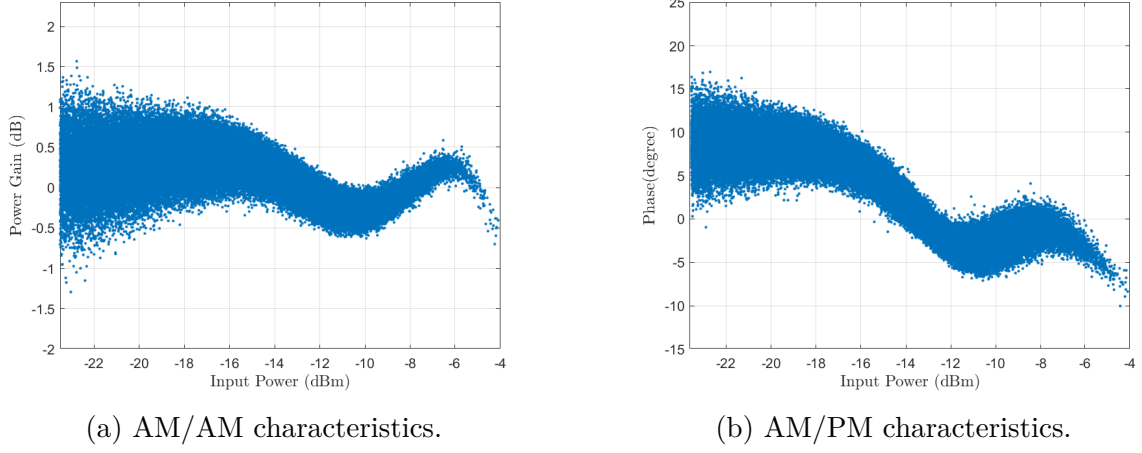 2
1.5
1
0.5
0
-0.5
-1
-1.5
-2
Power Gain (dB)
-22 -20 -18 -16 -14 -12 -10 -8 -6 -4
Input Power (dBm)
(a) AM/AM characteristics.
25
20
15
10
5
0
-5
-10
-15
Phase(degree)
-22 -20 -18 -16 -14 -12 -10 -8 -6 -4
Input Power (dBm)
(b) AM/PM characteristics.